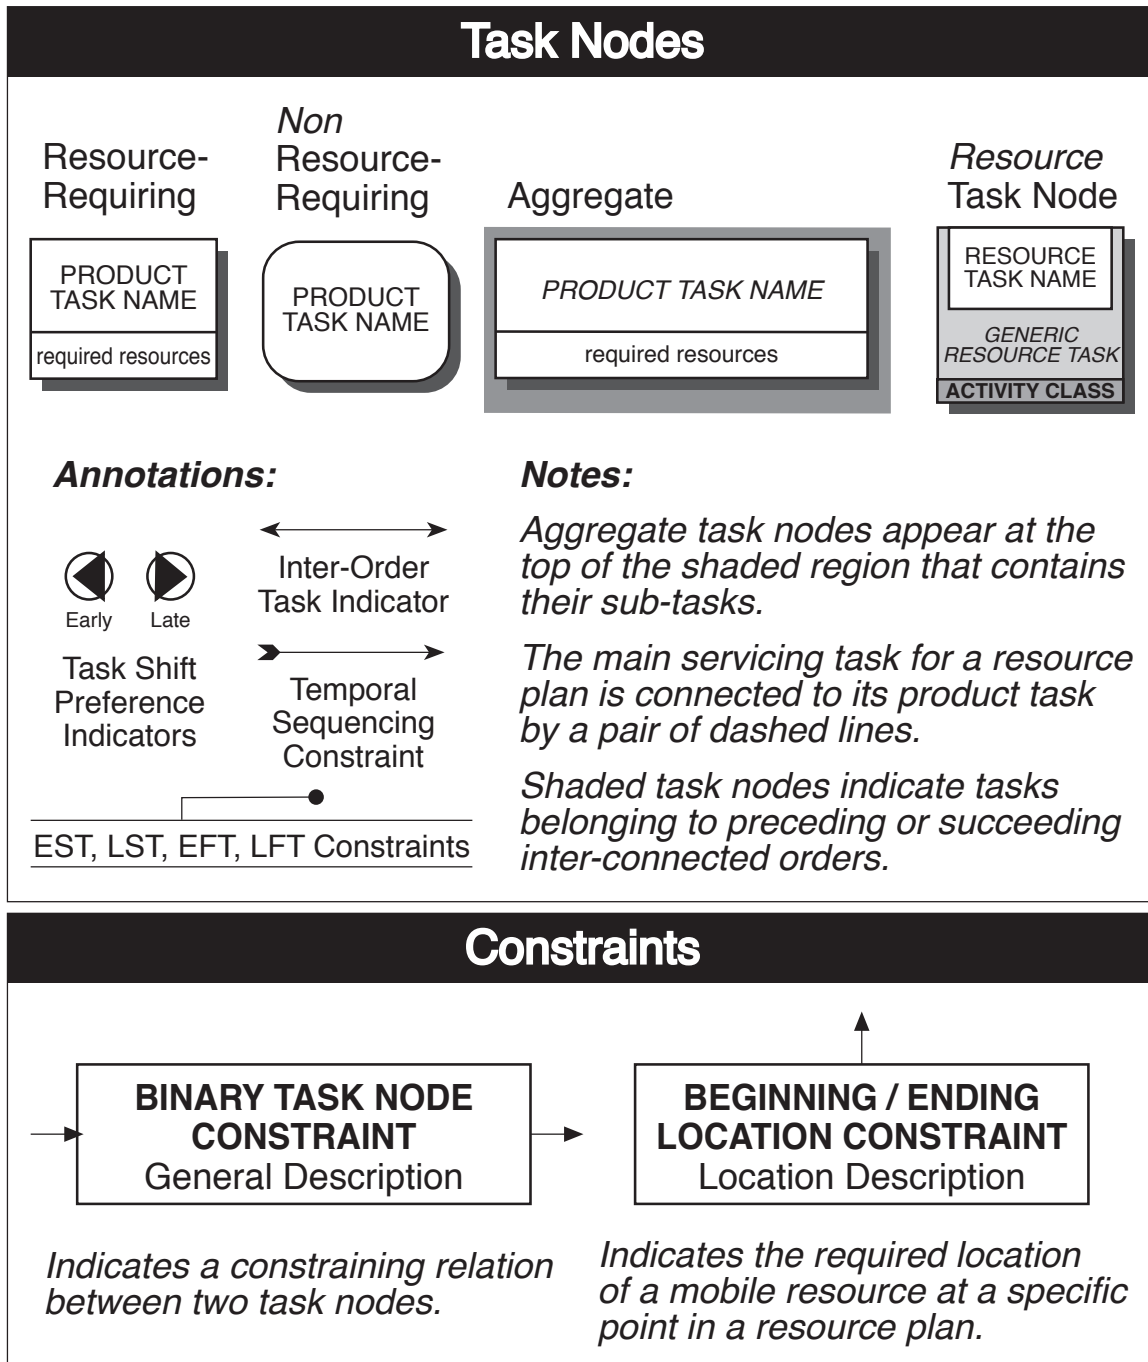 Task Nodes
Resource-
Requiring
Non
Resource-
Requiring
Aggregate
Resource
Task Node
PRODUCT
TASK NAME
required resources
PRODUCT
TASK NAME
PRODUCT TASK NAME
required resources
RESOURCE
TASK NAME
GENERIC
RESOURCE TASK
ACTIVITY CLASS
Annotations:
Early
Late
Task Shift
Preference
Indicators
Inter-Order
Task Indicator
Temporal
Sequencing
Constraint
EST, LST, EFT, LFT Constraints
Notes:
Aggregate task nodes appear at the
top of the shaded region that contains
their sub-tasks.
The main servicing task for a resource
plan is connected to its product task
by a pair of dashed lines.
Shaded task nodes indicate tasks
belonging to preceding or succeeding
inter-connected orders.
Constraints
BINARY TASK NODE
CONSTRAINT
General Description
Indicates a constraining relation
between two task nodes.
BEGINNING / ENDING
LOCATION CONSTRAINT
Location Description
Indicates the required location
of a mobile resource at a specific
point in a resource plan.